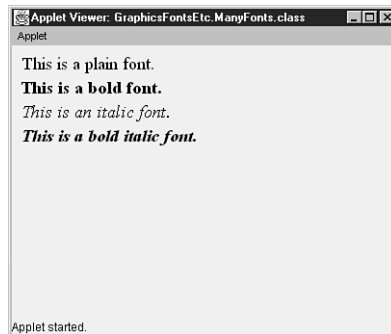 Applet Viewer: GraphicsFontsEtc.ManyFonts.class
Applet
This is a plain font.
This is a bold font.
This is an italic font.
This is a bold italic font.
Applet started.